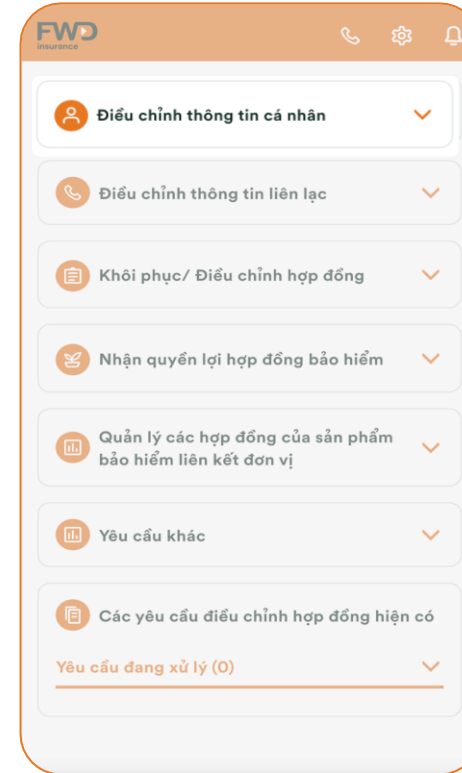 FWD
insurance
Điều chỉnh thông tin cá nhân
Điều chỉnh thông tin liên lạc
Khôi phục/ Điều chỉnh hợp đồng
Nhận quyền lợi hợp đồng bảo hiểm
Quản lý các hợp đồng của sản phẩm
bảo hiểm liên kết đơn vị
Yêu cầu khác
Các yêu cầu điều chỉnh hợp đồng hiện có
Yêu cầu đang xử lý (0)